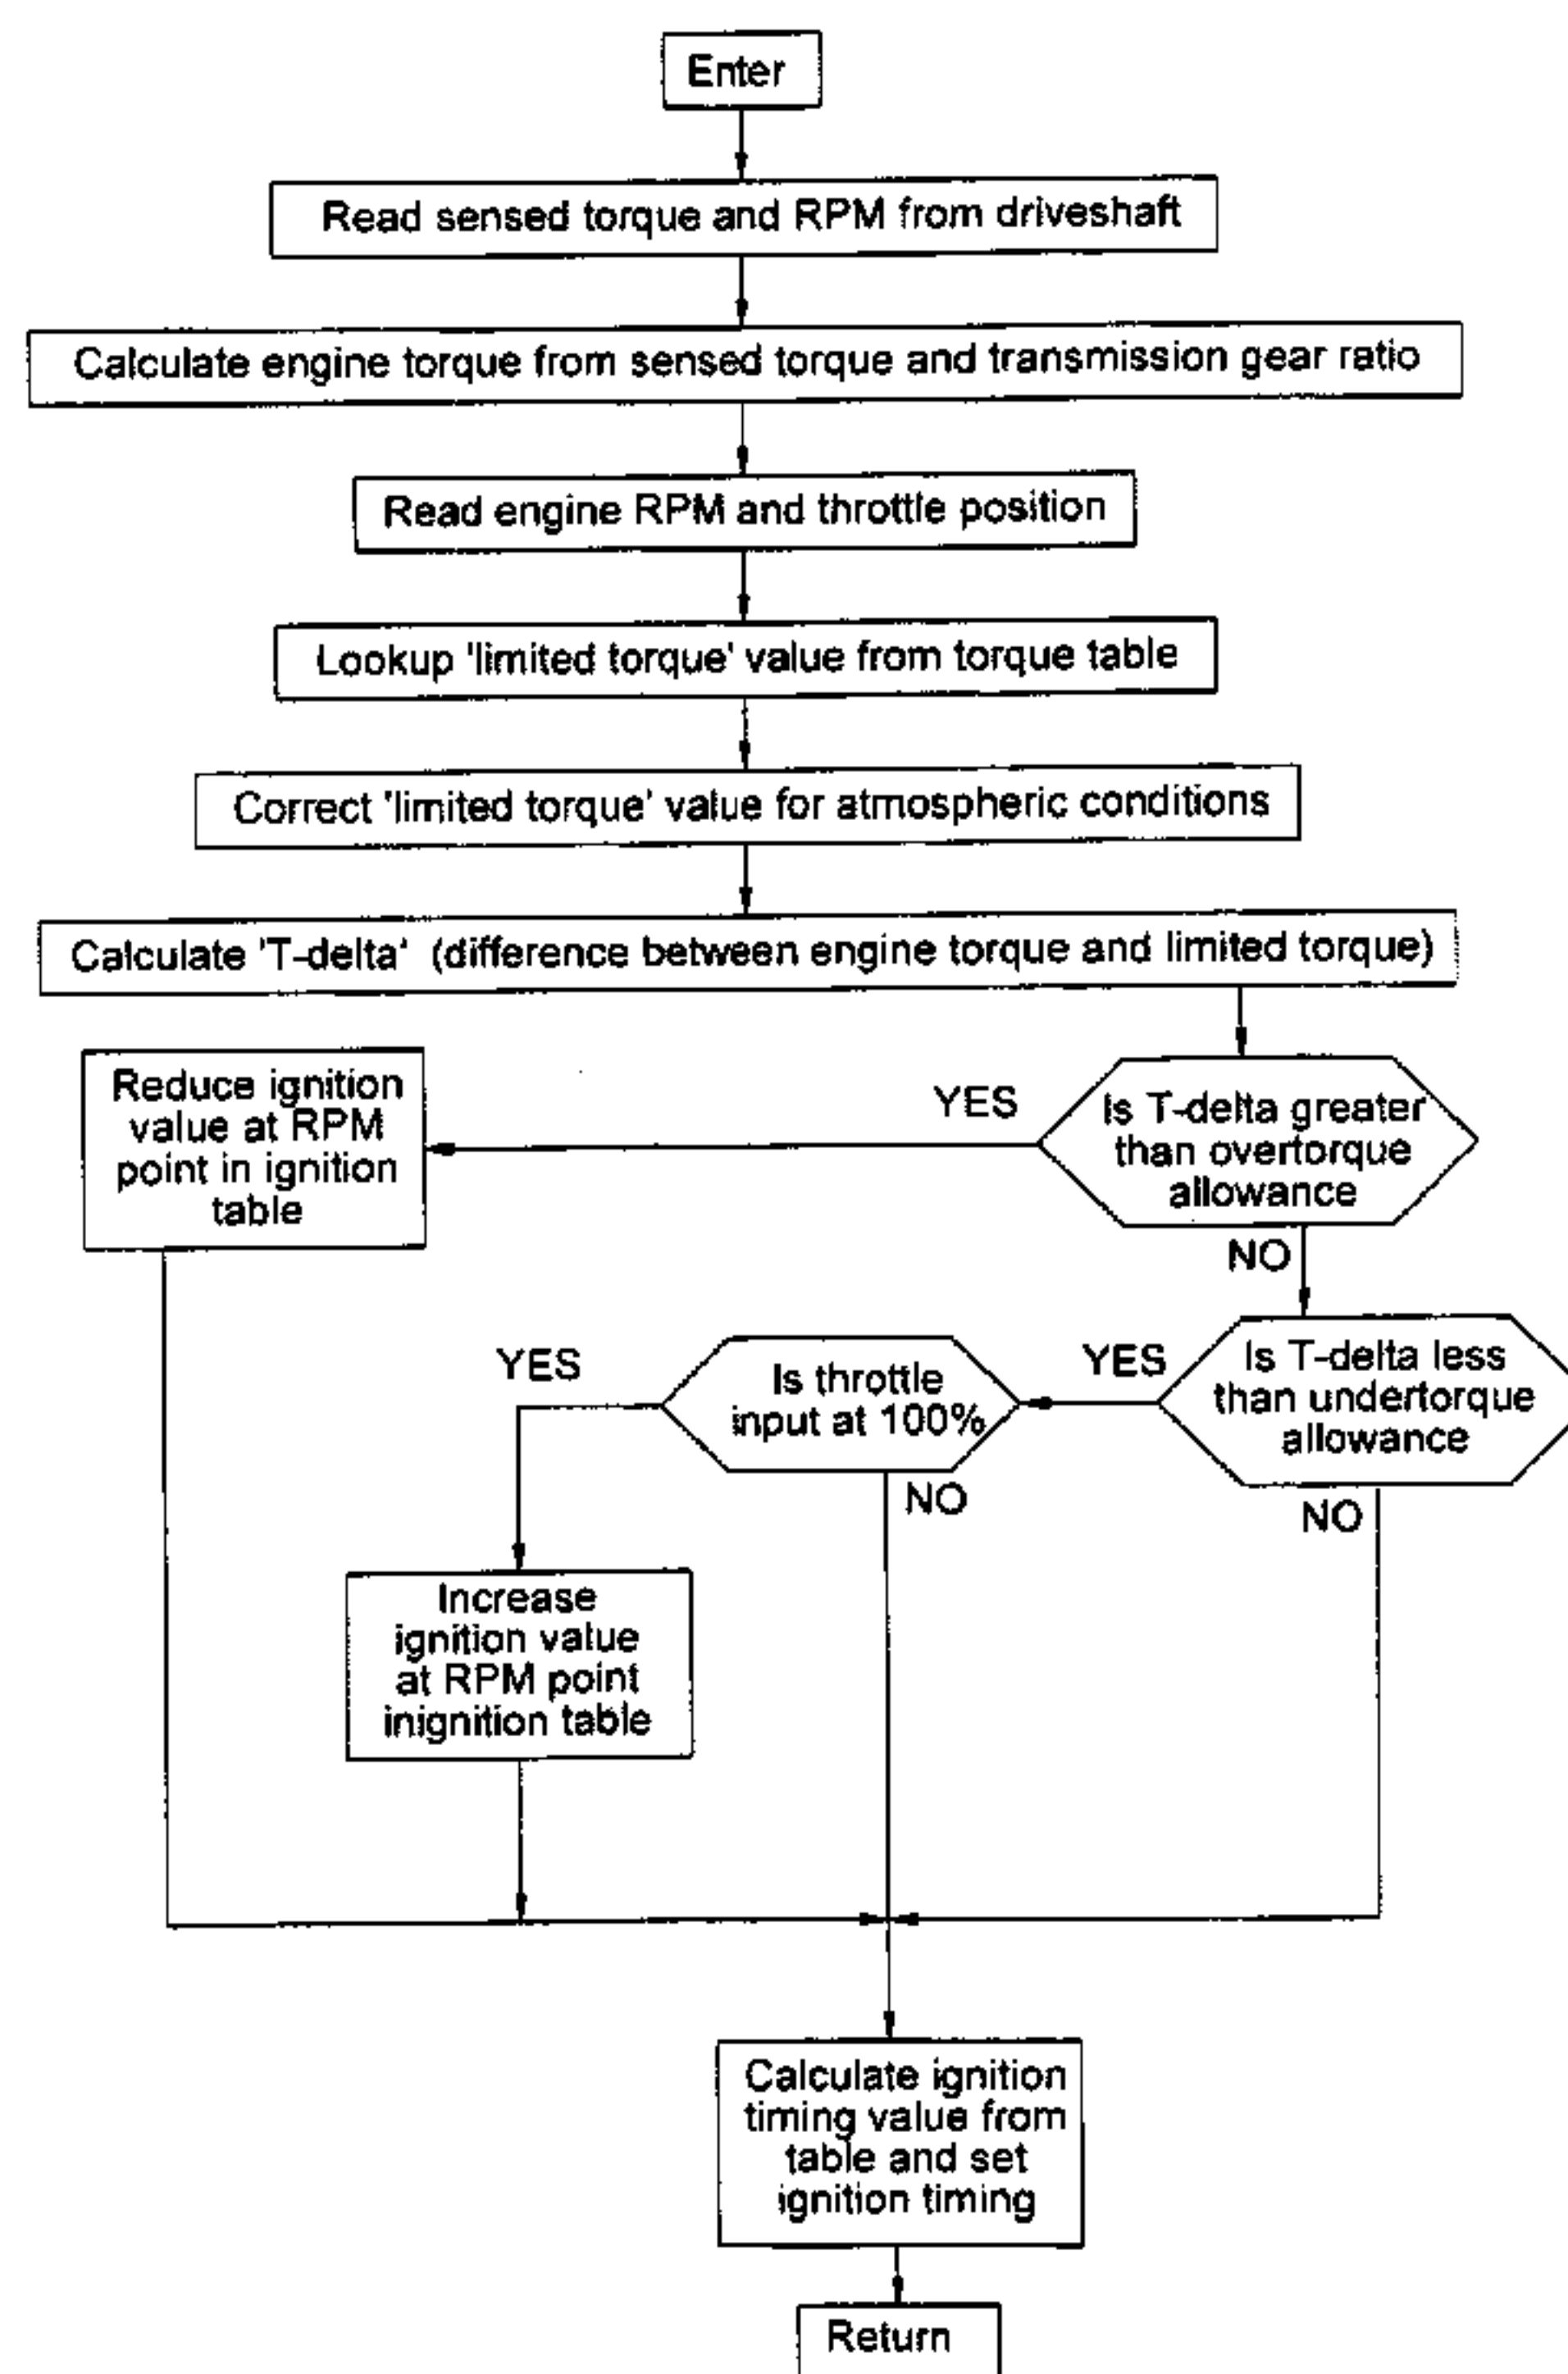 Enter
Read sensed torque and RPM from driveshaft
Calculate engine torque from sensed torque and transmission gear ratio
Read engine RPM and throttle position
Lookup 'limited torque' value from torque table
Correct 'limited torque' value for atmospheric conditions
Calculate 'T-delta' (difference between engine torque and limited torque)
Reduce ignition
value at RPM
point in ignition
table
YES
Is T-delta greater
than overtorque
allowance
NO
YES
Is throttle
input at 100%
YES
Is T-delta less
than undertorque
allowance
NO
NO
Increase
ignition value
at RPM point
inignition table
Calculate ignition
timing value from
table and set
ignition timing
Return